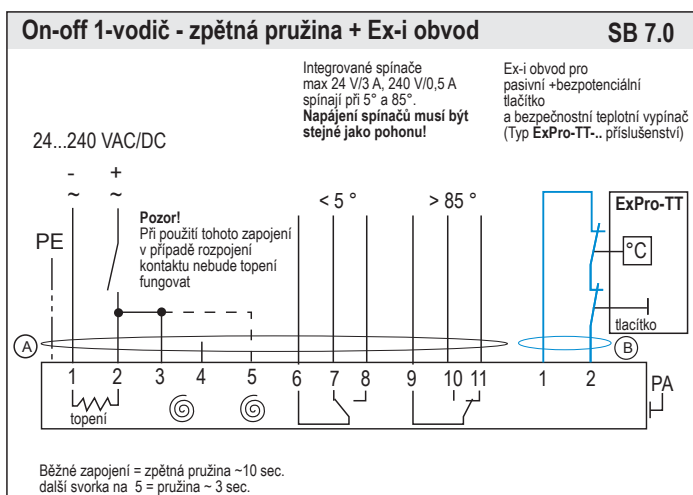 On-off 1-vodič - zpětná pružina + Ex-i obvod SB 7.0
Integrované spínače
max 24 V/3 A, 240 V/0,5 A
spínají při 5° a 85°.
Napájení spínačů musí být
stejné jako pohonu!
Ex-i obvod pro
pasivní +bezpotenciální
tlačítko
a bezpečnostní teplotní vypínač
(Typ ExPro-TT-.. příslušenství)
24...240 VAC/DC
- +
~ ~
< 5 ° > 85 °
ExPro-TT
Pozor!
Při použití tohoto zapojení
v případě rozpojení
kontaktu nebude topení
fungovat
PE
°C
tlacítko
A
B
1 2 3 4 5 6 7 8 9 10 11 1 2
PA
topení
Běžné zapojení = zpětná pružina ~10 sec.
další svorka na 5 = pružina ~ 3 sec.